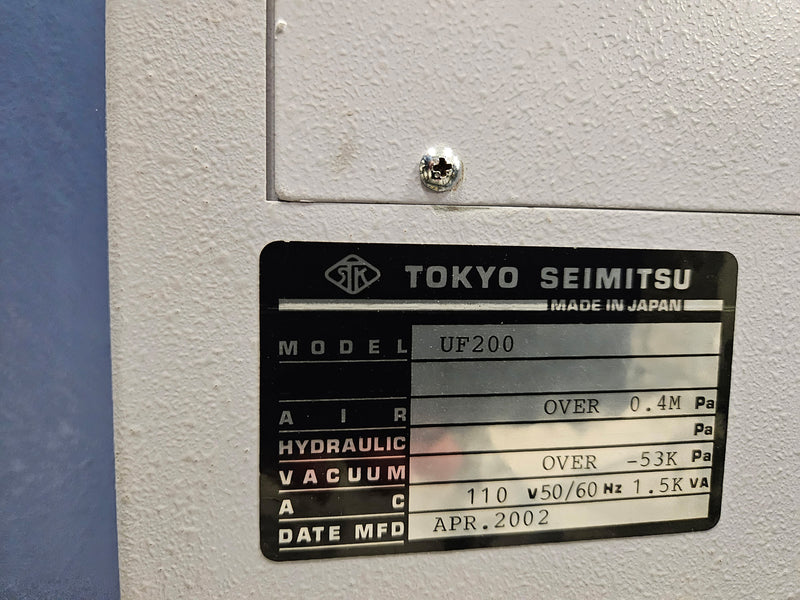 STK TOKYO SEIMITSU
MADE IN JAPAN
MODEL UF200
AIR OVER 0.4M Pa
HYDRAULIC Pa
VACUUM OVER -53K Pa
AC 110 V50/60 Hz 1.5K VA
DATE MFD APR.2002